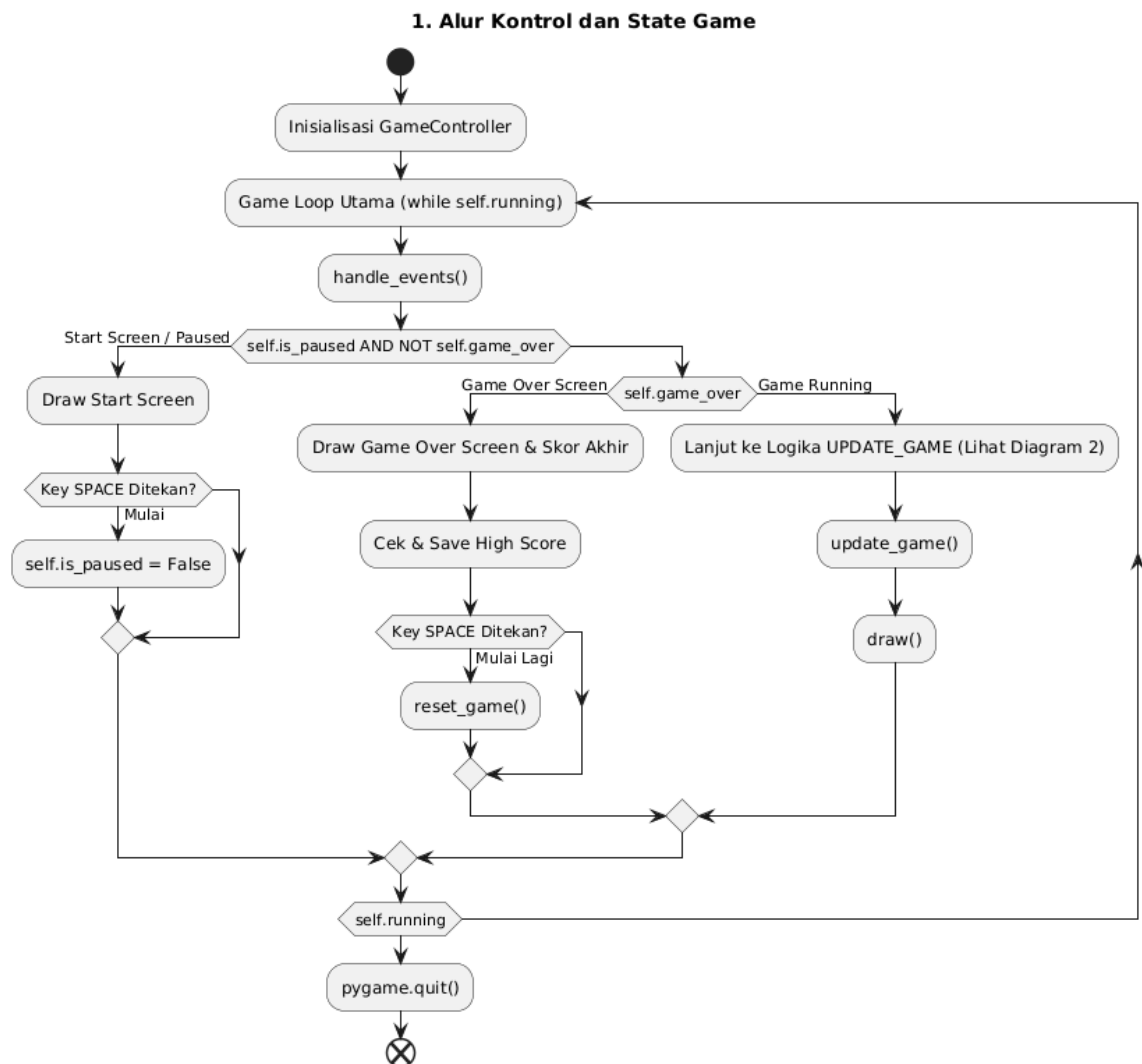 1. Alur Kontrol dan State Game
Inisialisasi GameController
Game Loop Utama (while self.running)
handle_events()
Start Screen / Paused
self.is_paused AND NOT self.game_over
Draw Start Screen
Key SPACE Ditekan?
Mulai
self.is_paused = False
Game Over Screen
self.game_over
Game Running
Draw Game Over Screen & Skor Akhir
Cek & Save High Score
Key SPACE Ditekan?
Mulai Lagi
reset_game()
Lanjut ke Logika UPDATE_GAME (Lihat Diagram 2)
update_game()
draw()
self.running
pygame.quit()